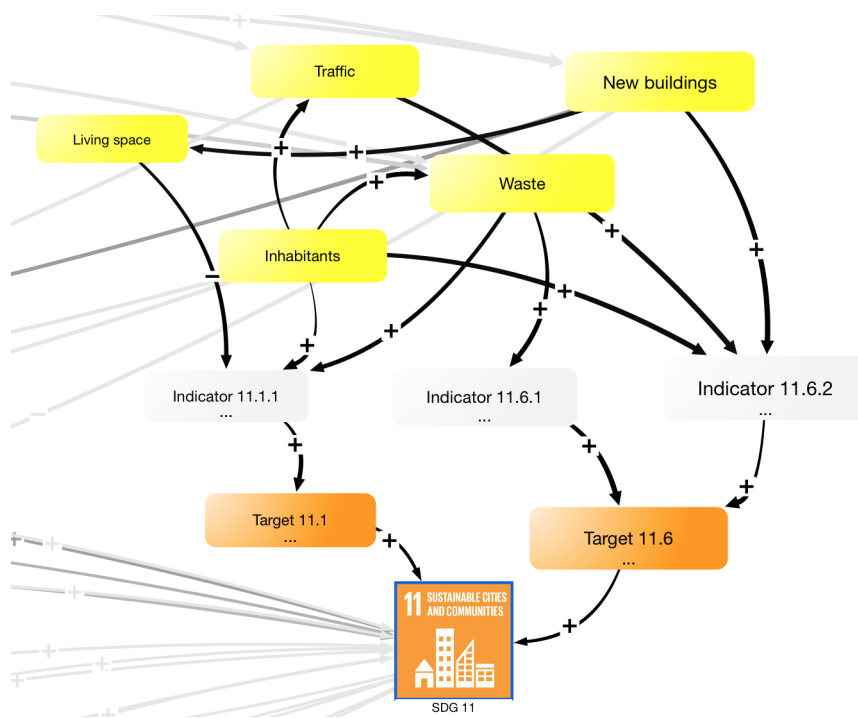 Traffic
New buildings
Living space
Waste
Inhabitants
Indicator 11.1.1
...
Indicator 11.6.1
...
Indicator 11.6.2
...
Target 11.1
...
Target 11.6
...
11 SUSTAINABLE CITIES
AND COMMUNITIES
SDG 11